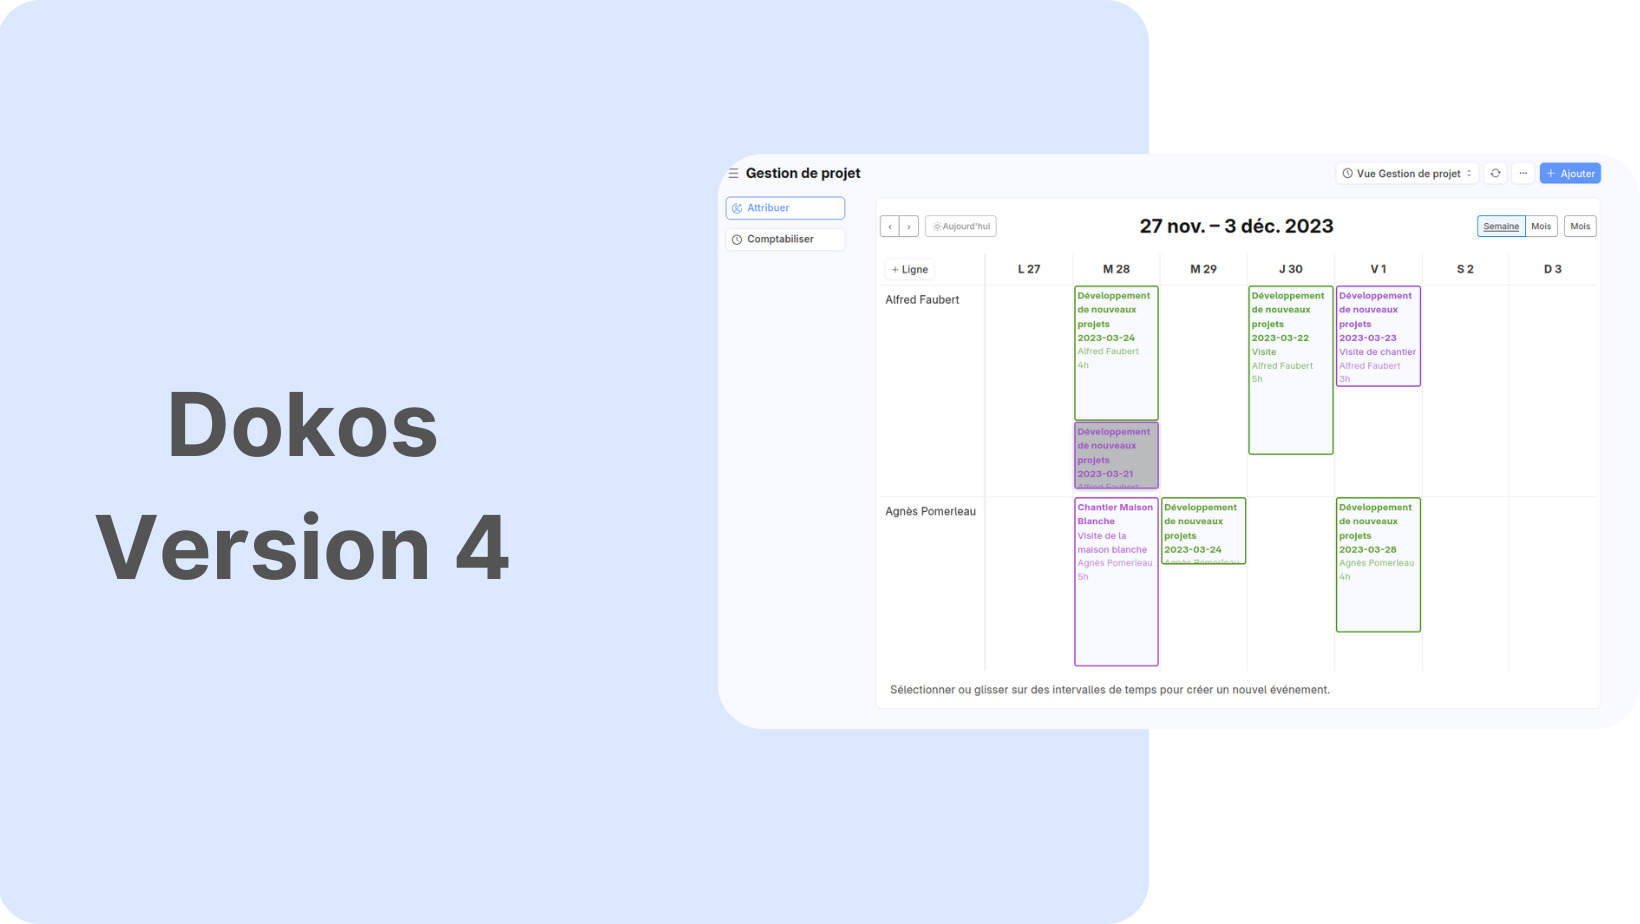 Dokos
Version 4
Gestion de projet
Vue Gestion de projet
Ajouter
Attribuer
Comptabiliser
Aujourd'hui
27 nov. – 3 déc. 2023
Semaine
Mois
Mois
+ Ligne
L 27
M 28
M 29
J 30
V 1
S 2
D 3
Alfred Faubert
Développement
de nouveaux
projets
2023-03-24
Alfred Faubert
4h
Développement
de nouveaux
projets
2023-03-21
Alfred Faubert
Développement
de nouveaux
projets
2023-03-22
Visite
Alfred Faubert
5h
Développement
de nouveaux
projets
2023-03-23
Visite de chantier
Alfred Faubert
3h
Agnès Pomerleau
Chantier Maison
Blanche
Visite de la
maison blanche
Agnès Pomerleau
5h
Développement
de nouveaux
projets
2023-03-24
Agnès Pomerleau
Développement
de nouveaux
projets
2023-03-28
Agnès Pomerleau
4h
Sélectionner ou glisser sur des intervalles de temps pour créer un nouvel événement.